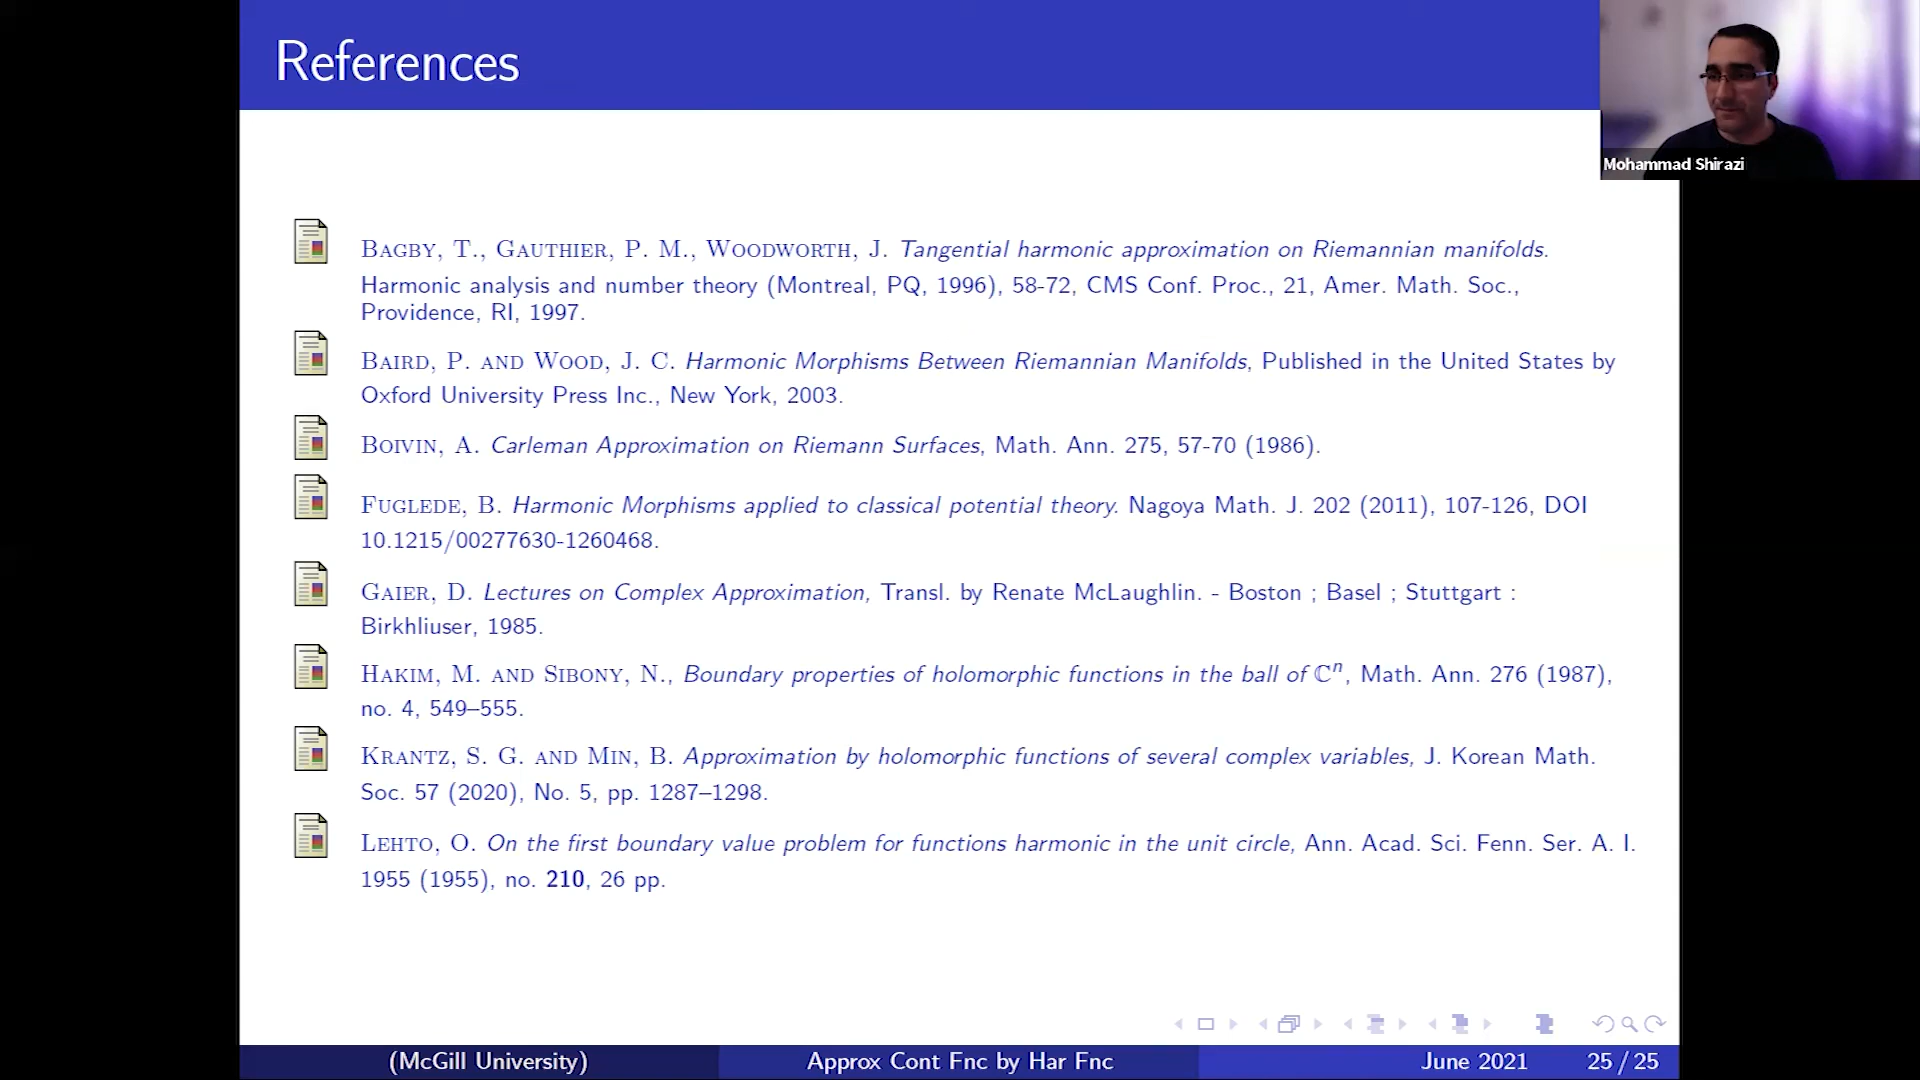 References
Mohammad Shirazi
BAGBY, T., GAUTHIER, P. M., WOODWORTH, J. Tangential harmonic approximation on Riemannian manifolds.
Harmonic analysis and number theory (Montreal, PQ, 1996), 58-72, CMS Conf. Proc., 21, Amer. Math. Soc.,
Providence, RI, 1997.
BAIRD, P. AND WOOD, J. C. Harmonic Morphisms Between Riemannian Manifolds, Published in the United States by
Oxford University Press Inc., New York, 2003.
BOIVIN, A. Carleman Approximation on Riemann Surfaces, Math. Ann. 275, 57-70 (1986).
FUGLEDE, B. Harmonic Morphisms applied to classical potential theory. Nagoya Math. J. 202 (2011), 107-126, DOI
10.1215/00277630-1260468.
GAIER, D. Lectures on Complex Approximation, Transl. by Renate McLaughlin. - Boston ; Basel ; Stuttgart :
Birkhliuser, 1985.
HAKIM, M. AND SIBONY, N., Boundary properties of holomorphic functions in the ball of ℂⁿ, Math. Ann. 276 (1987),
no. 4, 549–555.
KRANTZ, S. G. AND MIN, B. Approximation by holomorphic functions of several complex variables, J. Korean Math.
Soc. 57 (2020), No. 5, pp. 1287–1298.
LEHTO, O. On the first boundary value problem for functions harmonic in the unit circle, Ann. Acad. Sci. Fenn. Ser. A. I.
1955 (1955), no. 210, 26 pp.
(McGill University) Approx Cont Fnc by Har Fnc June 2021 25 / 25